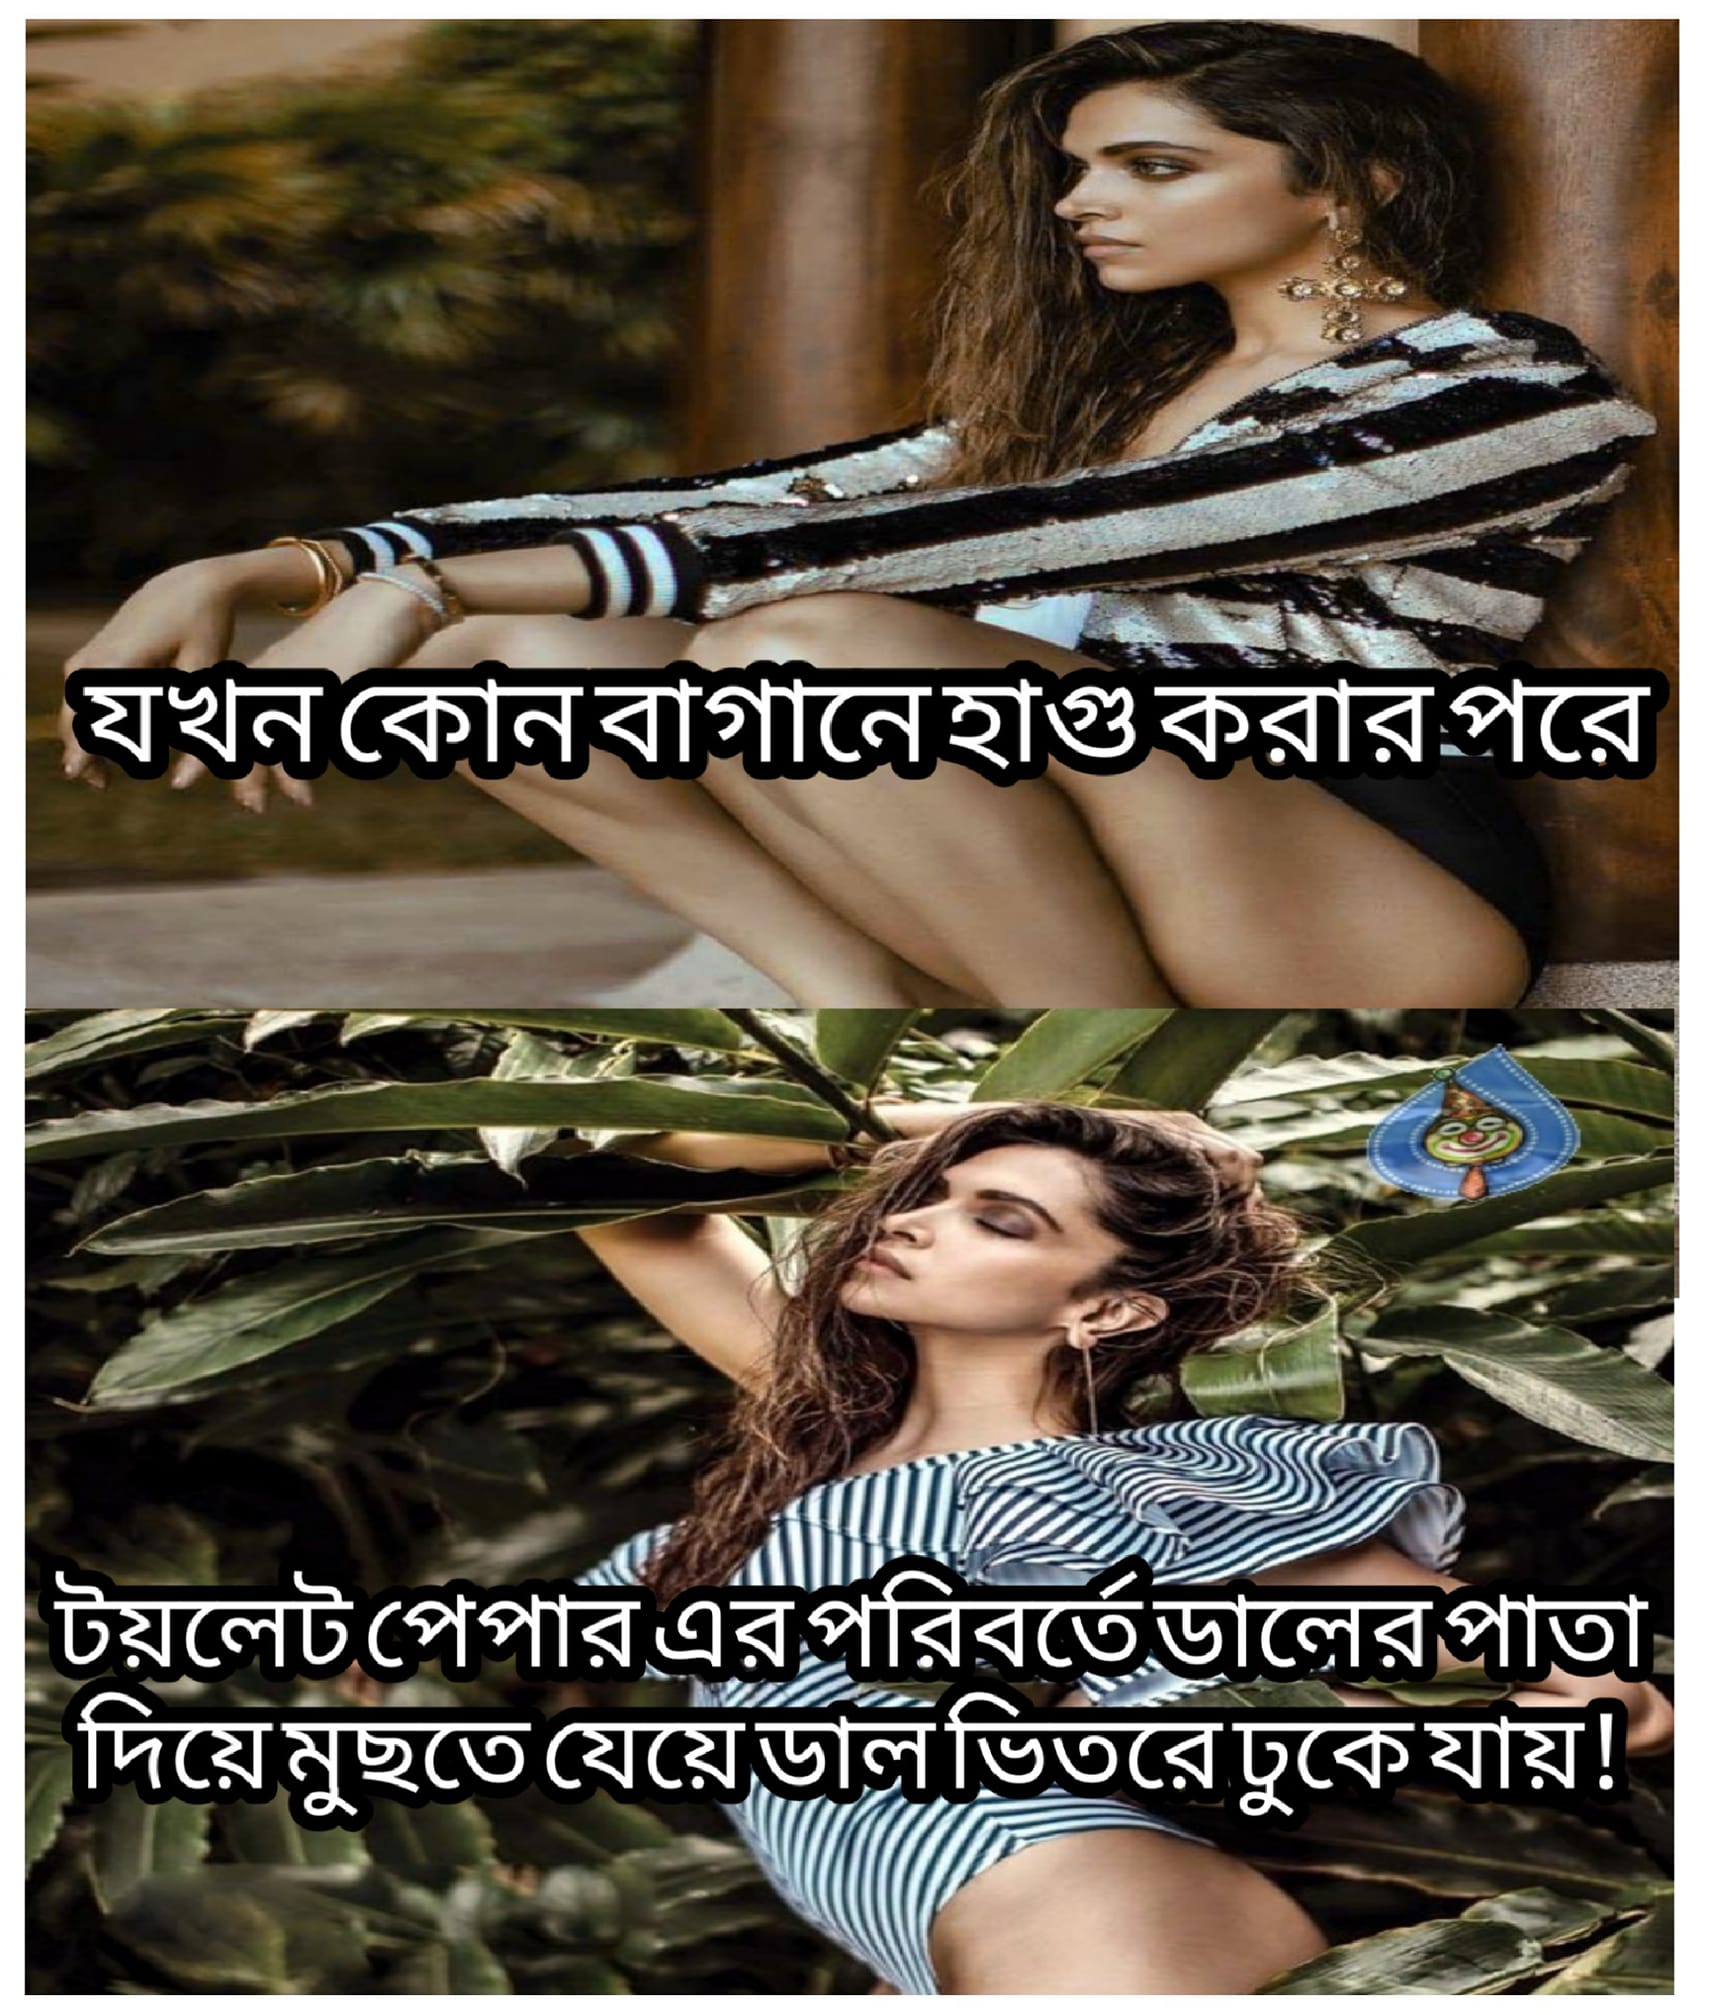 যখন কোন বাগানে হাগু করার পরে
টয়লেট পেপার এর পরিবর্তে ডালের পাতা
দিয়ে মুছতে যেয়ে ডাল ভিতরে ঢুকে যায়!